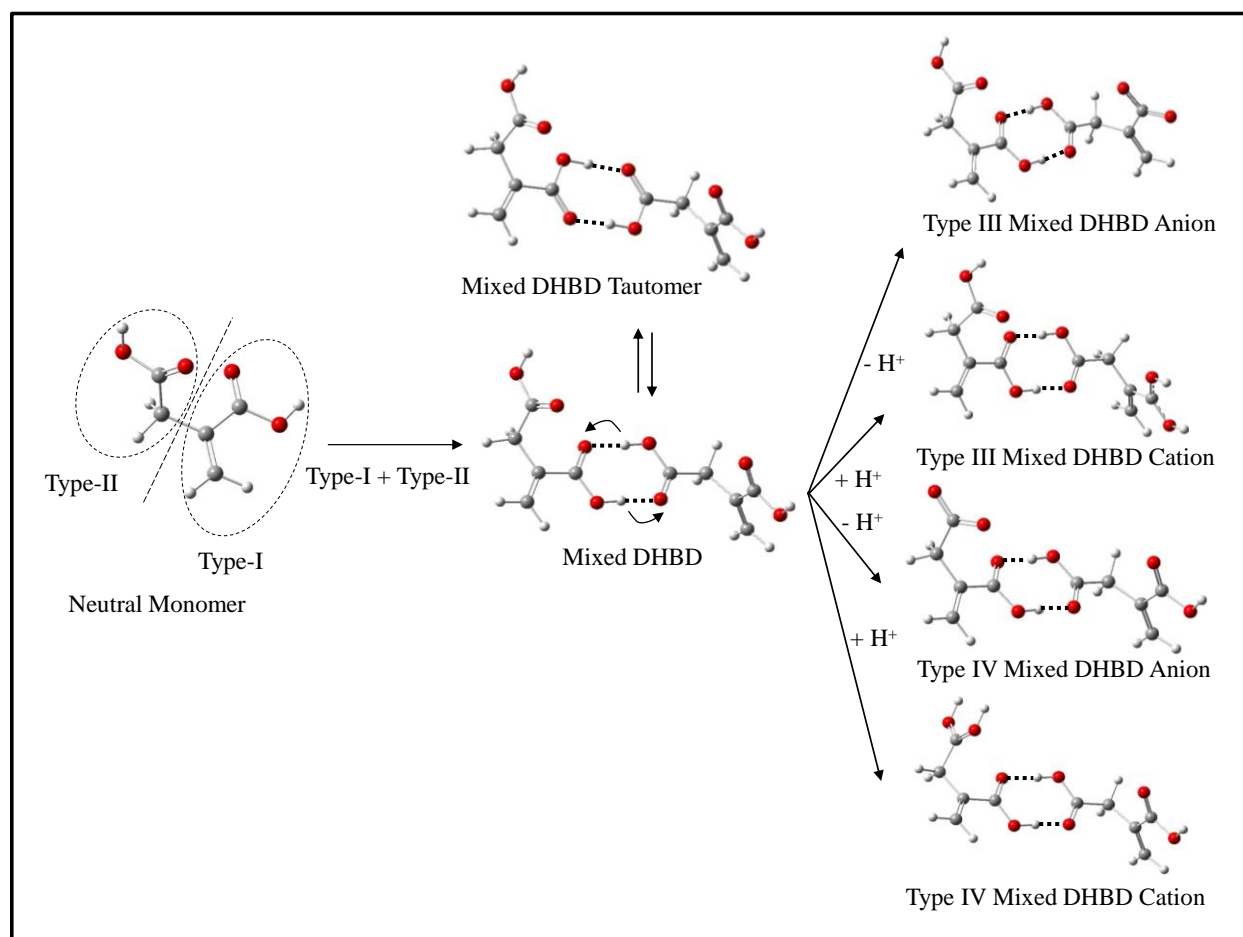 Type III Mixed DHBD Anion
Mixed DHBD Tautomer
- H⁺
Type III Mixed DHBD Cation
Type-II
Type-I + Type-II
+ H⁺
- H⁺
Type-I
Mixed DHBD
Neutral Monomer
+ H⁺
Type IV Mixed DHBD Anion
Type IV Mixed DHBD Cation